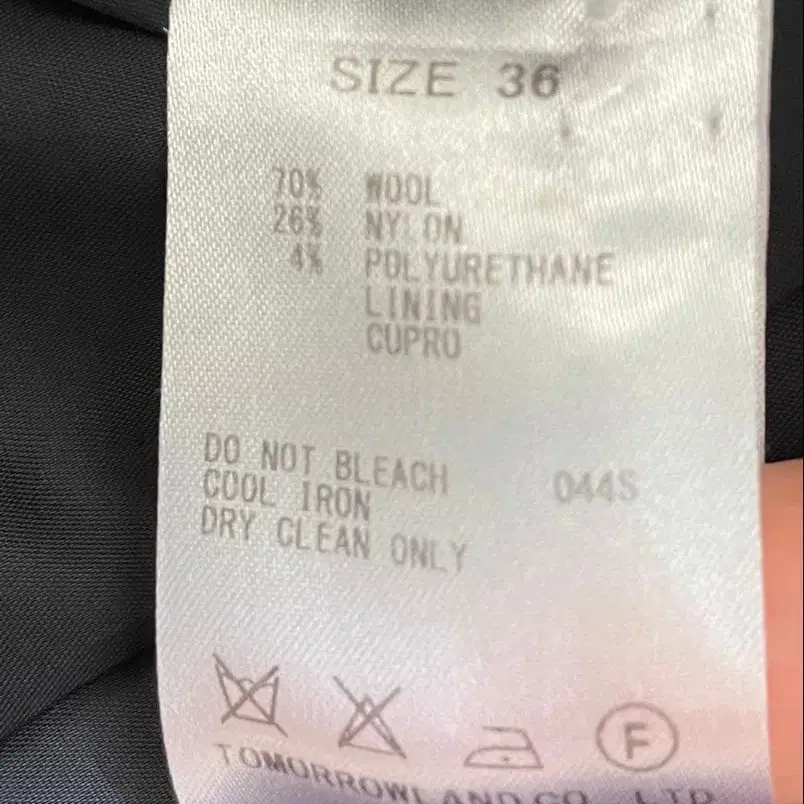 SIZE 36
70% WOOL
26% NYLON
4% POLYURETHANE
LINING
CUPRO
DO NOT BLEACH
COOL IRON 044S
DRY CLEAN ONLY
F
TOMORROWLAND CO., LTD